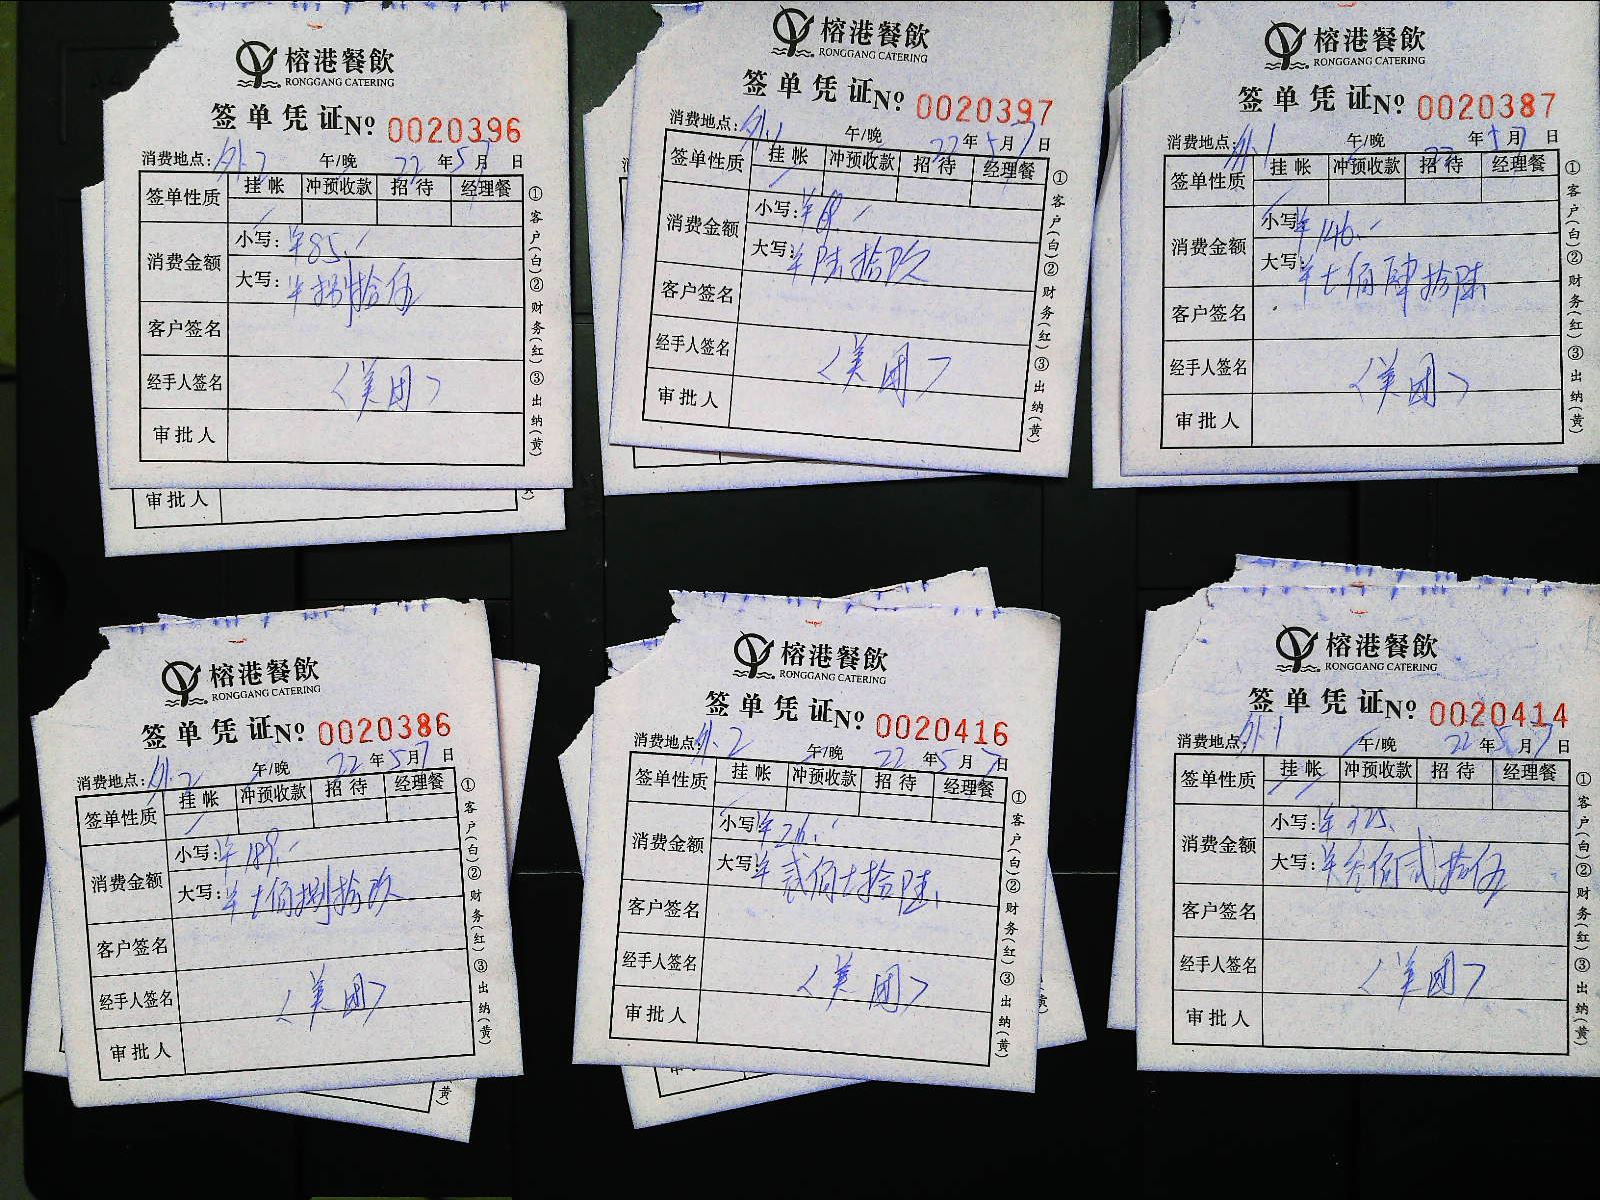 榕港餐飲
RONGGANG CATERING
签单凭证 № 0020396
消费地点: 外2 午/晚 22 年 5 月 7 日
签单性质 挂帐 冲预收款 招待 经理餐
消费金额 小写: ¥85.-
大写: ¥捌拾伍
客户签名
经手人签名 〈美团〉
审批人
①客户(白)②财务(红)③出纳(黄)
审批人
榕港餐飲
RONGGANG CATERING
签单凭证 № 0020397
消费地点: 外1 午/晚 22 年 5 月 7 日
签单性质 挂帐 冲预收款 招待 经理餐
消费金额 小写: ¥69.-
大写: ¥陆拾玖
客户签名
经手人签名 〈美团〉
审批人
①客户(白)②财务(红)③出纳(黄)
榕港餐飲
RONGGANG CATERING
签单凭证 № 0020387
消费地点: 外1 午/晚 22 年 5 月 7 日
签单性质 挂帐 冲预收款 招待 经理餐
消费金额 小写: ¥146.-
大写: ¥七佰肆拾陆
客户签名
经手人签名 〈美团〉
审批人
①客户(白)②财务(红)③出纳(黄)
榕港餐飲
RONGGANG CATERING
签单凭证 № 0020386
消费地点: 外2 午/晚 22 年 5 月 7 日
签单性质 挂帐 冲预收款 招待 经理餐
消费金额 小写: ¥189.-
大写: ¥七佰捌拾玖
客户签名
经手人签名 〈美团〉
审批人
①客户(白)②财务(红)③出纳(黄)
黄)
榕港餐飲
RONGGANG CATERING
签单凭证 № 0020416
消费地点: 外2 午/晚 22 年 5 月 7 日
签单性质 挂帐 冲预收款 招待 经理餐
消费金额 小写: ¥216.-
大写: ¥贰佰七拾陆
客户签名
经手人签名 〈美团〉
审批人
①客户(白)②财务(红)③出纳(黄)
榕港餐飲
RONGGANG CATERING
签单凭证 № 0020414
消费地点: 外1 午/晚 22 年 5 月 7 日
签单性质 挂帐 冲预收款 招待 经理餐
消费金额 小写: ¥325.
大写: ¥叁佰贰拾伍
客户签名
经手人签名 〈美团〉
审批人
①客户(白)②财务(红)③出纳(黄)